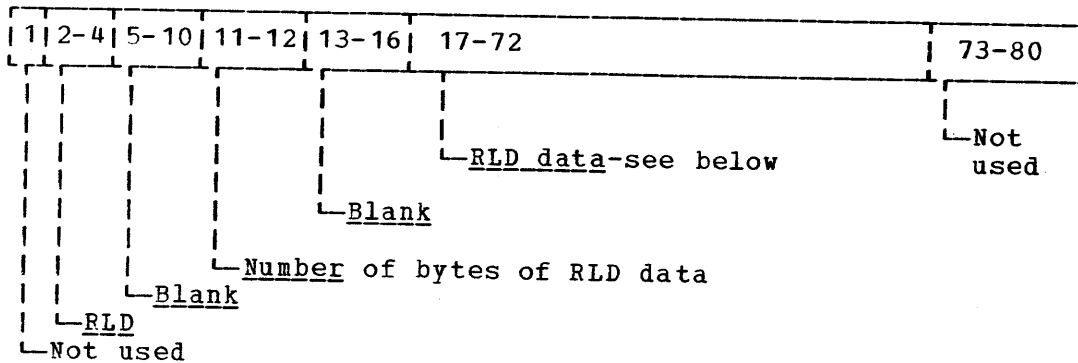 1 2-4 5-10 11-12 13-16 17-72 73-80
Not
RLD data-see below used
Blank
Number of bytes of RLD data
Blank
RLD
Not used